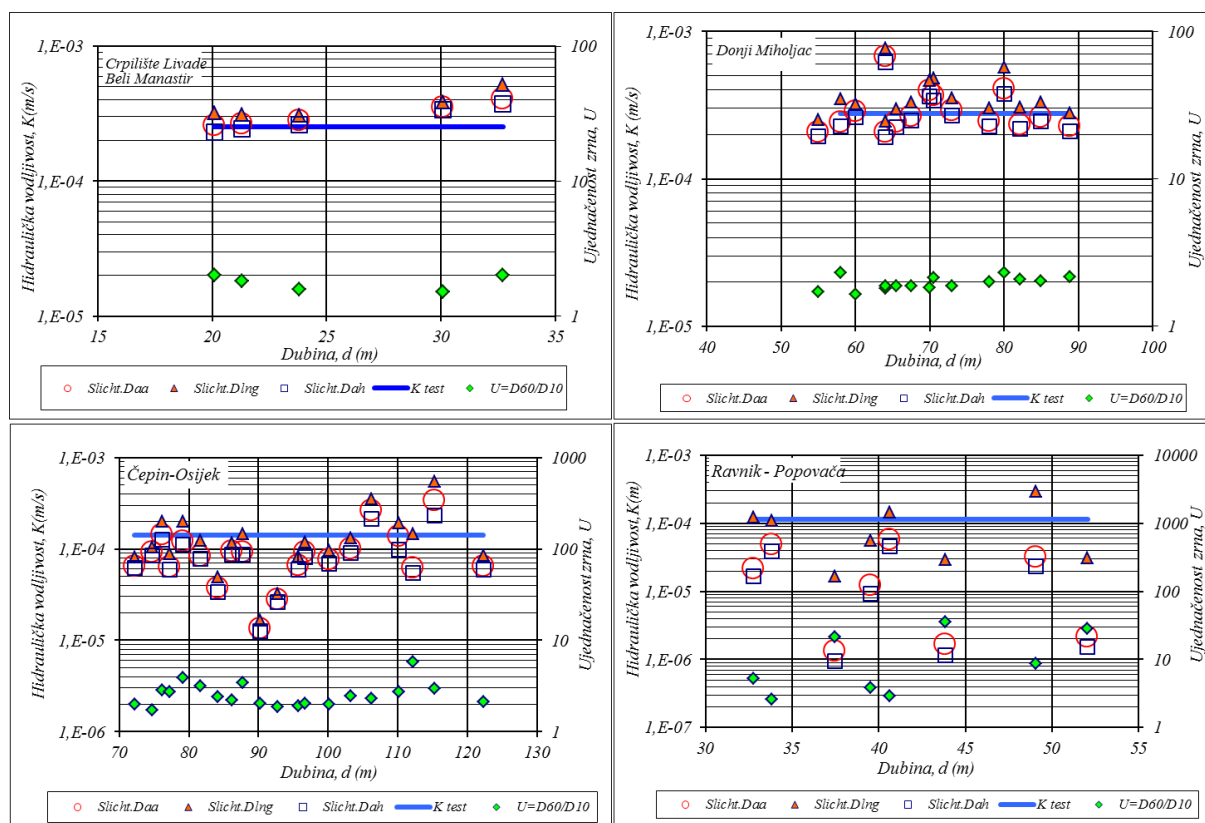 Crpilište Livade
Beli Manastir
Hidraulička vodljivost, K(m/s)
1,E-03
1,E-04
1,E-05
100
10
1
Ujednačenost zrna, U
15 20 25 30 35
Dubina, d (m)
Slicht.Daa Slicht.Dlng Slicht.Dah K test U=D60/D10
Donji Miholjac
Hidraulička vodljivost, K(m/s)
1,E-03
1,E-04
1,E-05
100
10
1
Ujednačenost zrna, U
40 50 60 70 80 90 100
Dubina, d (m)
Slicht.Daa Slicht.Dlng Slicht.Dah K test U=D60/D10
Čepin-Osijek
Hidraulička vodljivost, K(m/s)
1,E-03
1,E-04
1,E-05
1,E-06
1000
100
10
1
Ujednačenost zrna, U
70 80 90 100 110 120 130
Dubina, d (m)
Slicht.Daa Slicht.Dlng Slicht.Dah K test U=D60/D10
Ravnik - Popovača
Hidraulička vodljivost, K(m)
1,E-03
1,E-04
1,E-05
1,E-06
1,E-07
10000
1000
100
10
1
Ujednačenost zrna, U
30 35 40 45 50 55
Dubina, d (m)
Slicht.Daa Slicht.Dlng Slicht.Dah K test U=D60/D10